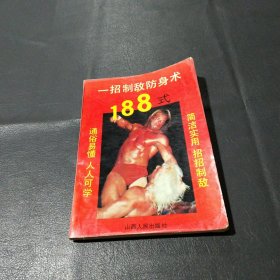 一招制敌防身术
188式
简洁实用 招招制敌
通俗易懂 人人可学
山西人民出版社